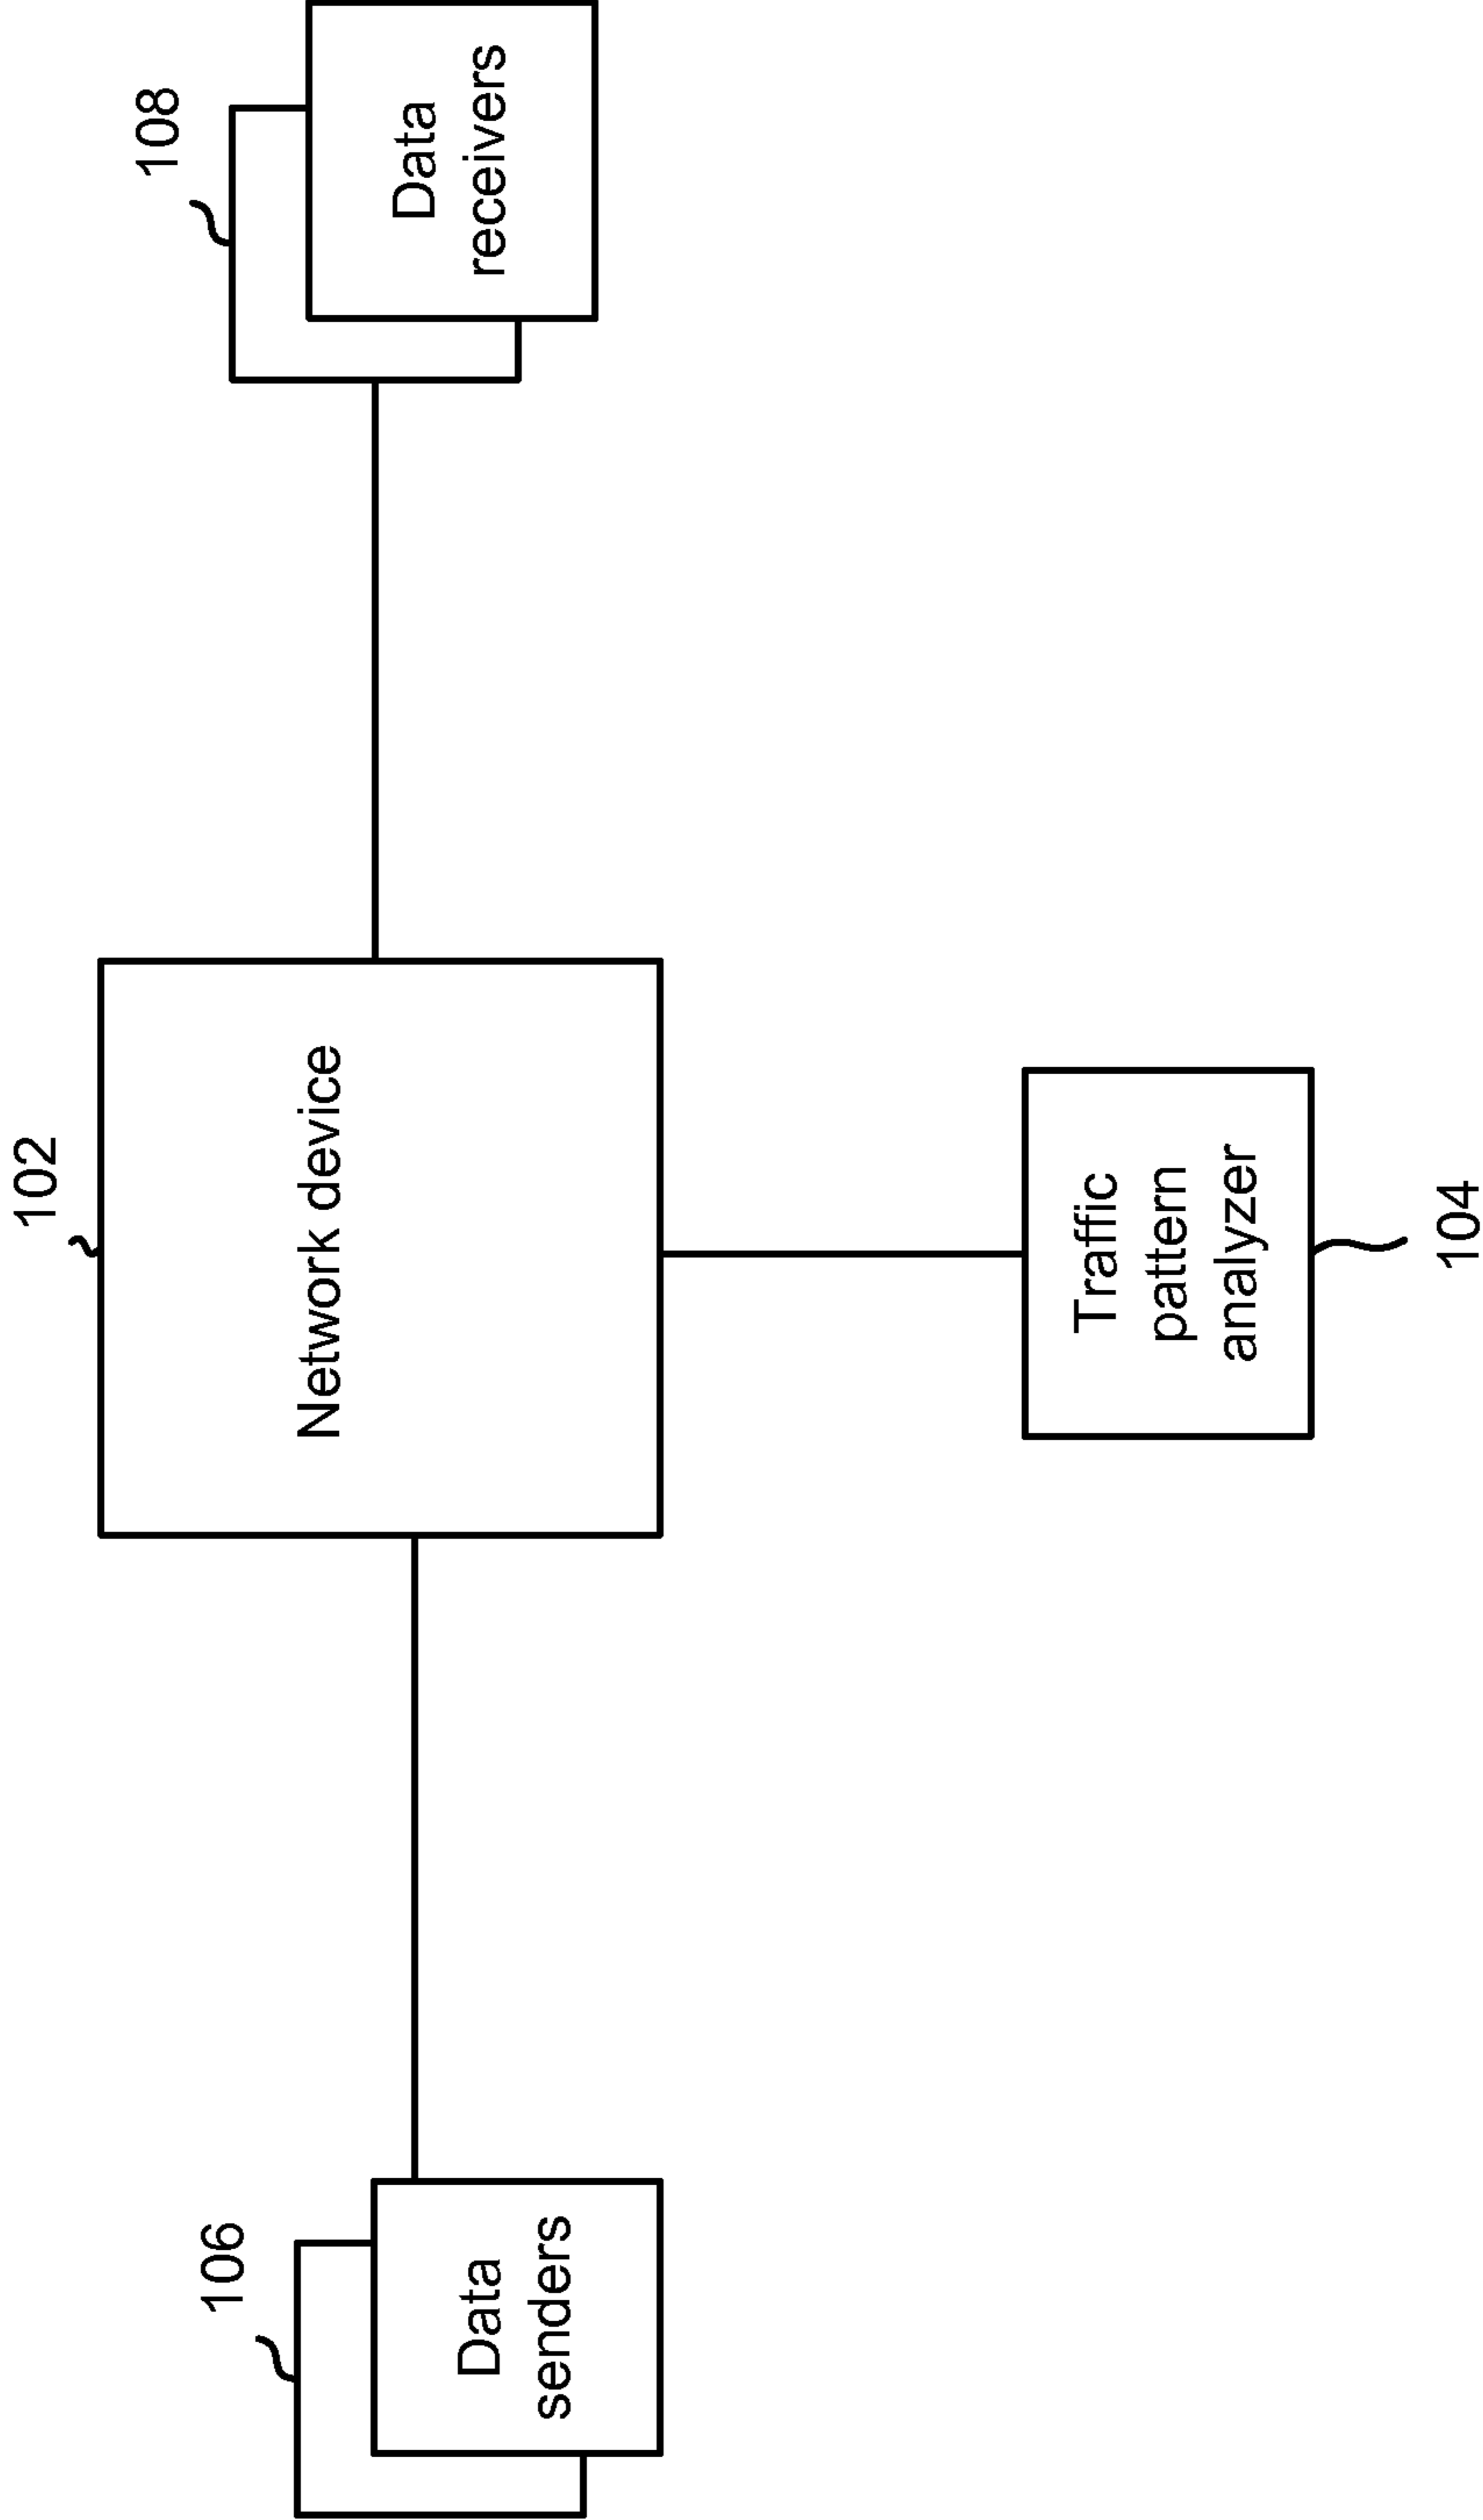 106
Data
senders
102
Network device
108
Data
receivers
Traffic
pattern
analyzer
104